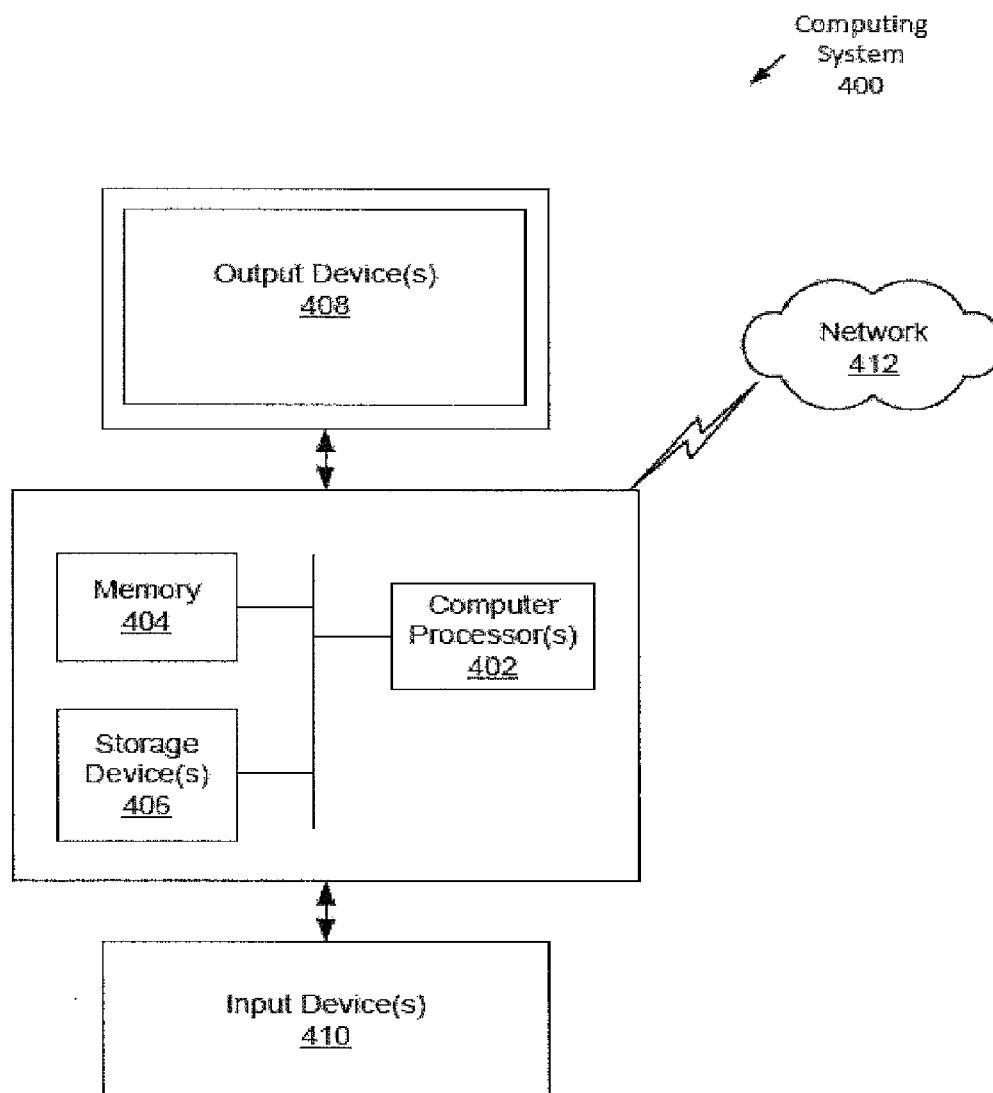 Computing
System
400
Output Device(s)
408
Network
412
Memory
404
Computer
Processor(s)
402
Storage
Device(s)
406
Input Device(s)
410